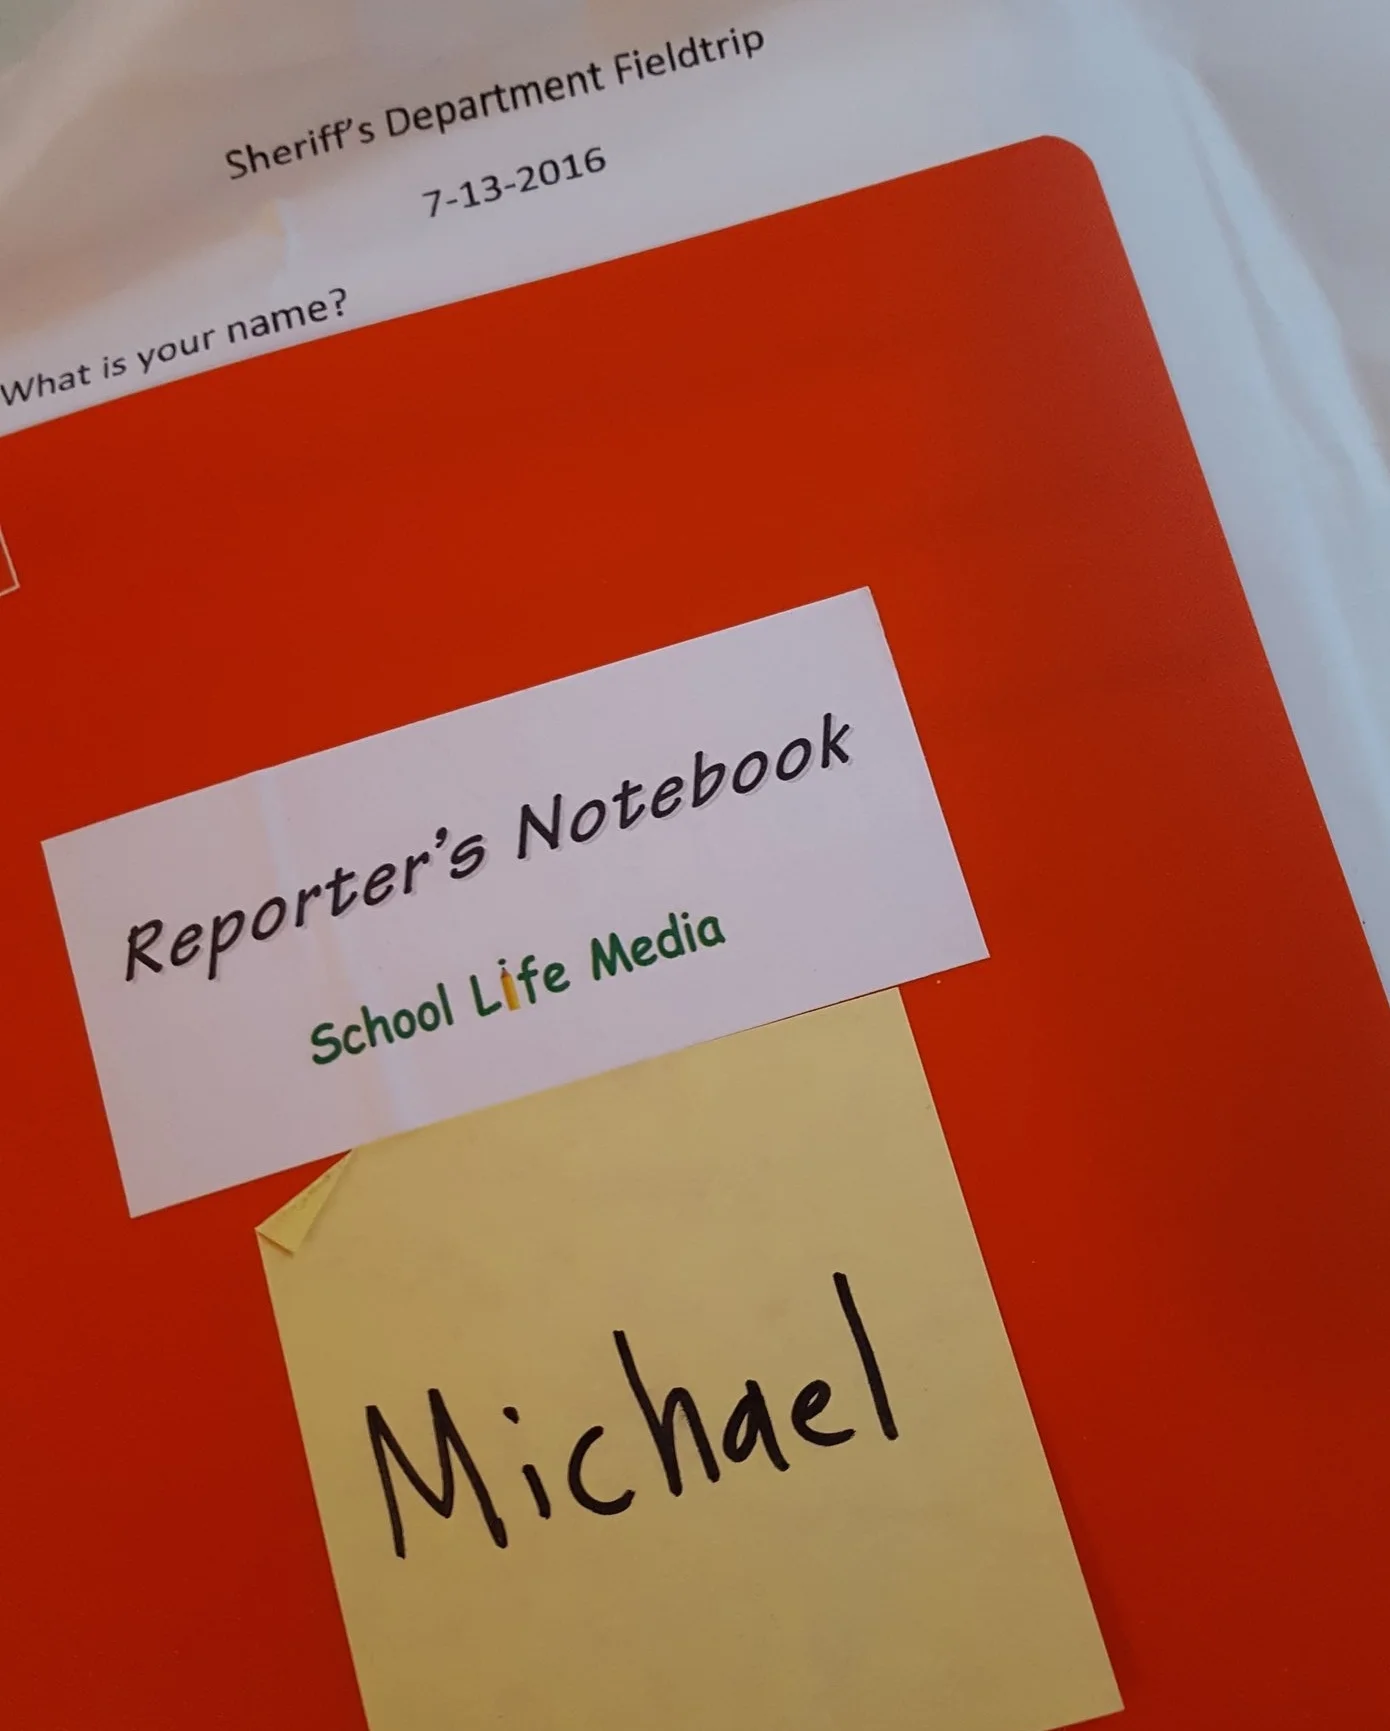 Sheriff's Department Fieldtrip
7-13-2016
What is your name?
Reporter's Notebook
School Life Media
Michael